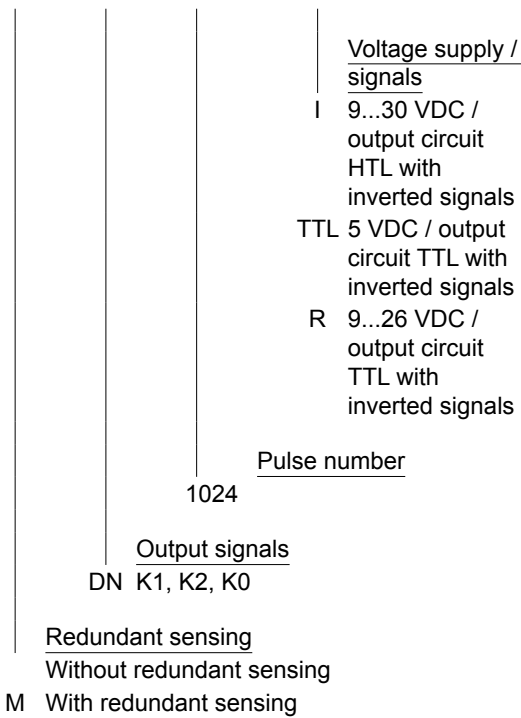 Voltage supply /
signals
I 9...30 VDC /
output circuit
HTL with
inverted signals
TTL 5 VDC / output
circuit TTL with
inverted signals
R 9...26 VDC /
output circuit
TTL with
inverted signals
Pulse number
1024
Output signals
DN K1, K2, K0
Redundant sensing
Without redundant sensing
M With redundant sensing